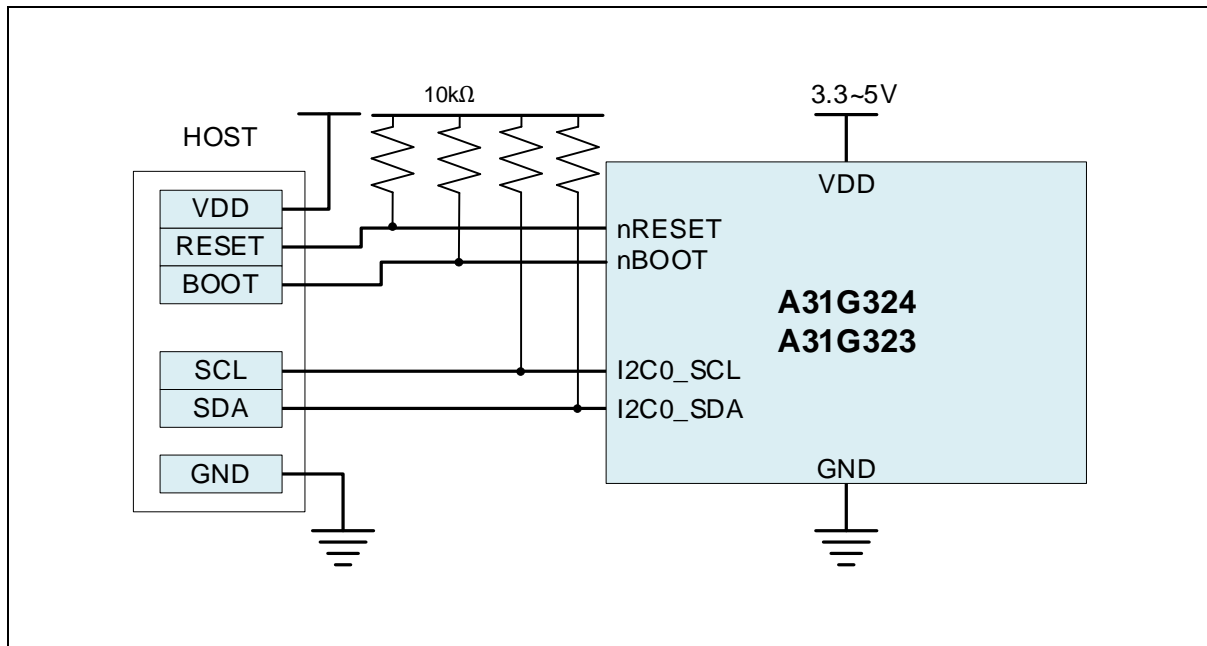 10kΩ
3.3~5V
HOST
VDD
VDD
RESET
nRESET
BOOT
nBOOT
A31G324
A31G323
SCL
I2C0_SCL
SDA
I2C0_SDA
GND
GND